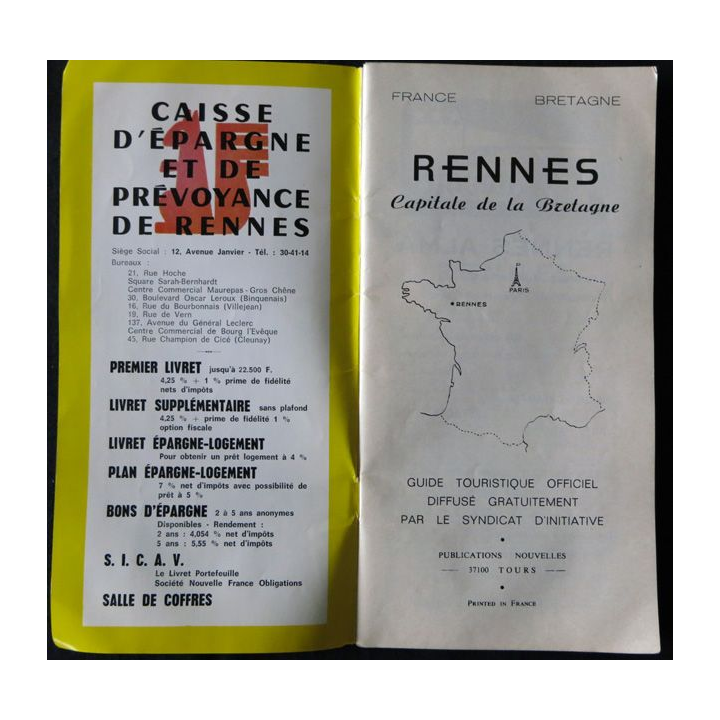 CAISSE
D'ÉPARGNE
ET DE
PRÉVOYANCE
DE RENNES
Siège Social : 12, Avenue Janvier - Tél. : 30-41-14
Bureaux :
21, Rue Hoche
Square Sarah-Bernhardt
Centre Commercial Maurepas - Gros Chêne
30, Boulevard Oscar Leroux (Binquenais)
16, Rue du Bourbonnais (Villejean)
19, Rue de Vern
137, Avenue du Général Leclerc
Centre Commercial de Bourg l'Evêque
45, Rue Champion de Cicé (Cleunay)
PREMIER LIVRET jusqu'à 22.500 F.
4,25 % + 1 % prime de fidélité
nets d'impôts
LIVRET SUPPLÉMENTAIRE sans plafond
4,25 % + prime de fidélité 1 %
option fiscale
LIVRET ÉPARGNE-LOGEMENT
Pour obtenir un prêt logement à 4 %
PLAN ÉPARGNE-LOGEMENT
7 % net d'impôts avec possibilité de
prêt à 5 %
BONS D'ÉPARGNE 2 à 5 ans anonymes
Disponibles - Rendement :
2 ans : 4,054 % net d'impôts
5 ans : 5,55 % net d'impôts
S. I. C. A. V.
Le Livret Portefeuille
Société Nouvelle France Obligations
SALLE DE COFFRES
FRANCE BRETAGNE
RENNES
Capitale de la Bretagne
PARIS
RENNES
GUIDE TOURISTIQUE OFFICIEL
DIFFUSÉ GRATUITEMENT
PAR LE SYNDICAT D'INITIATIVE
PUBLICATIONS NOUVELLES
37100 TOURS
PRINTED IN FRANCE